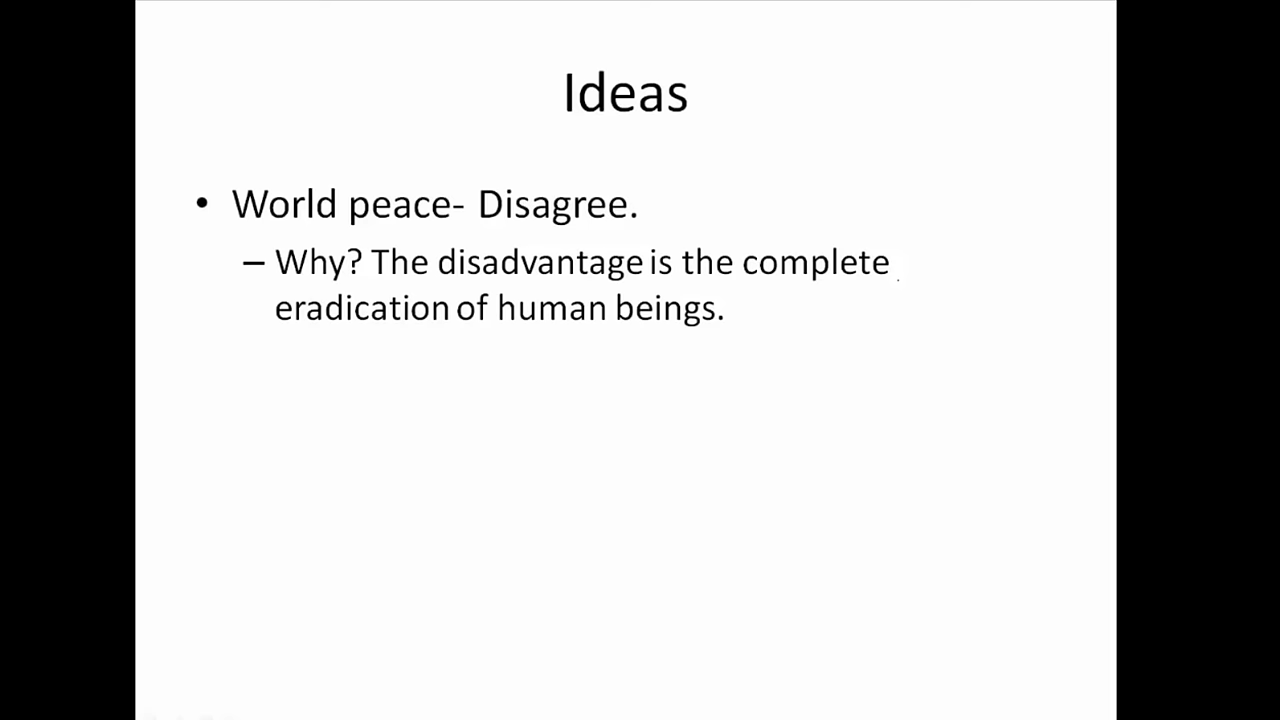 Ideas
• World peace- Disagree.
– Why? The disadvantage is the complete
eradication of human beings.